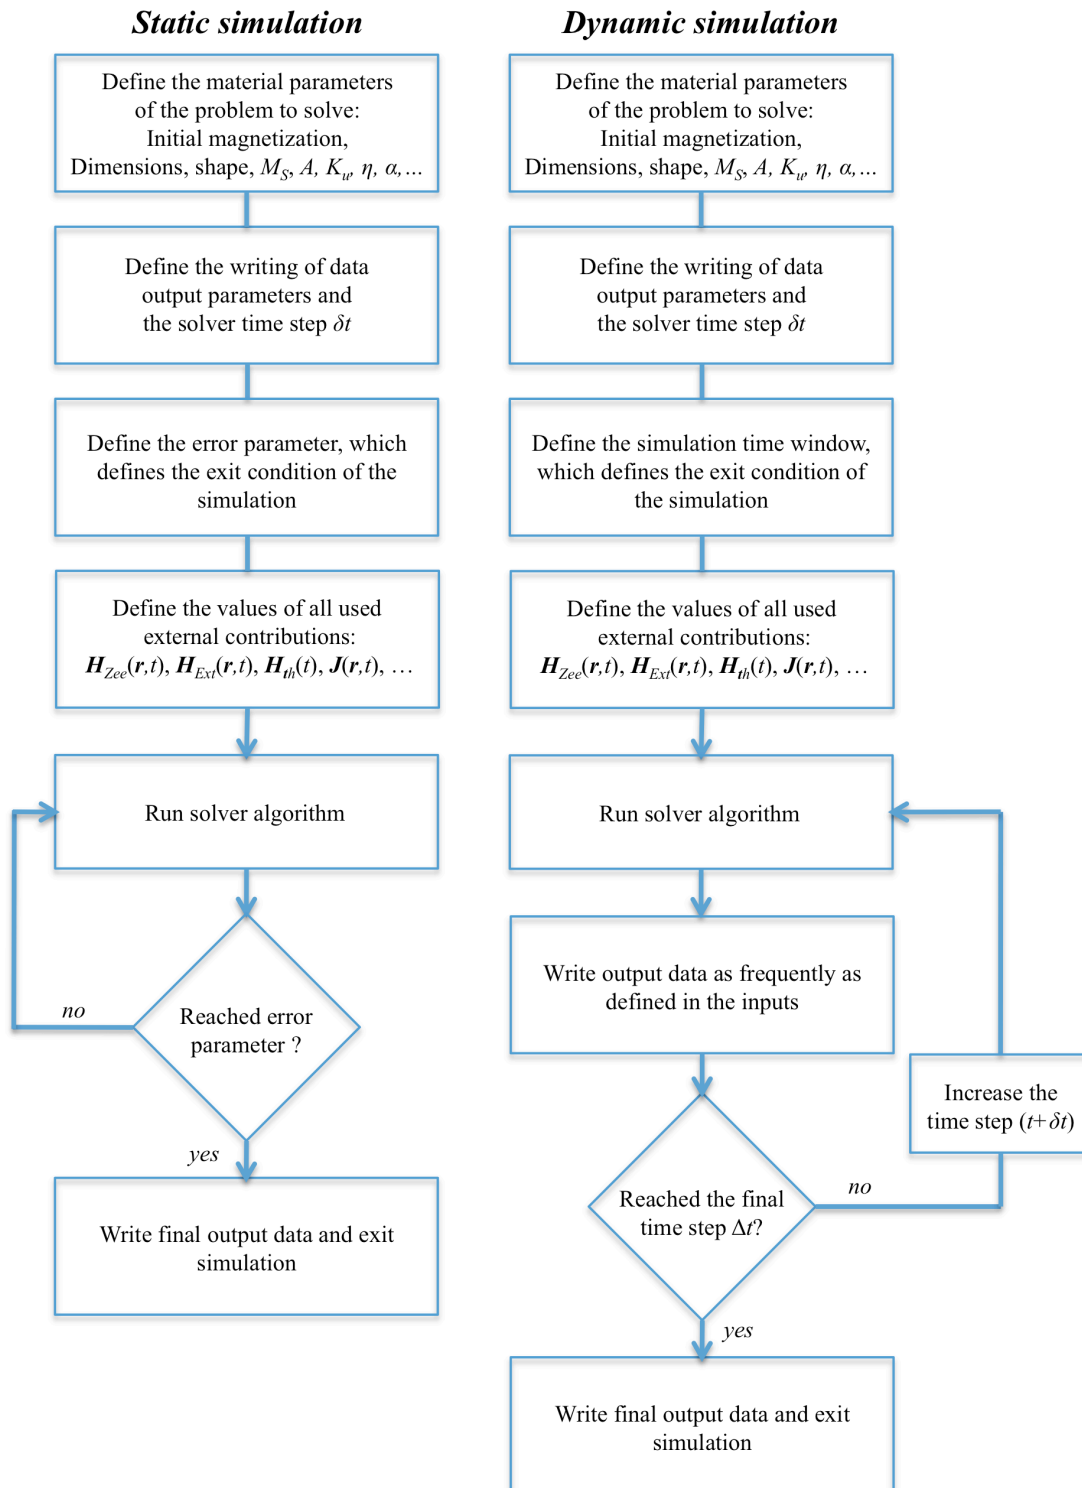 Static simulation
Define the material parameters
of the problem to solve:
Initial magnetization,
Dimensions, shape, M_S, A, K_u, η, α,...
Define the writing of data
output parameters and
the solver time step δt
Define the error parameter, which
defines the exit condition of the
simulation
Define the values of all used
external contributions:
H_Zee(r,t), H_Ext(r,t), H_th(t), J(r,t), …
Run solver algorithm
no
Reached error
parameter ?
yes
Write final output data and exit
simulation
Dynamic simulation
Define the material parameters
of the problem to solve:
Initial magnetization,
Dimensions, shape, M_S, A, K_u, η, α,...
Define the writing of data
output parameters and
the solver time step δt
Define the simulation time window,
which defines the exit condition of
the simulation
Define the values of all used
external contributions:
H_Zee(r,t), H_Ext(r,t), H_th(t), J(r,t), …
Run solver algorithm
Write output data as frequently as
defined in the inputs
Increase the
time step (t+δt)
Reached the final
time step Δt?
no
yes
Write final output data and exit
simulation